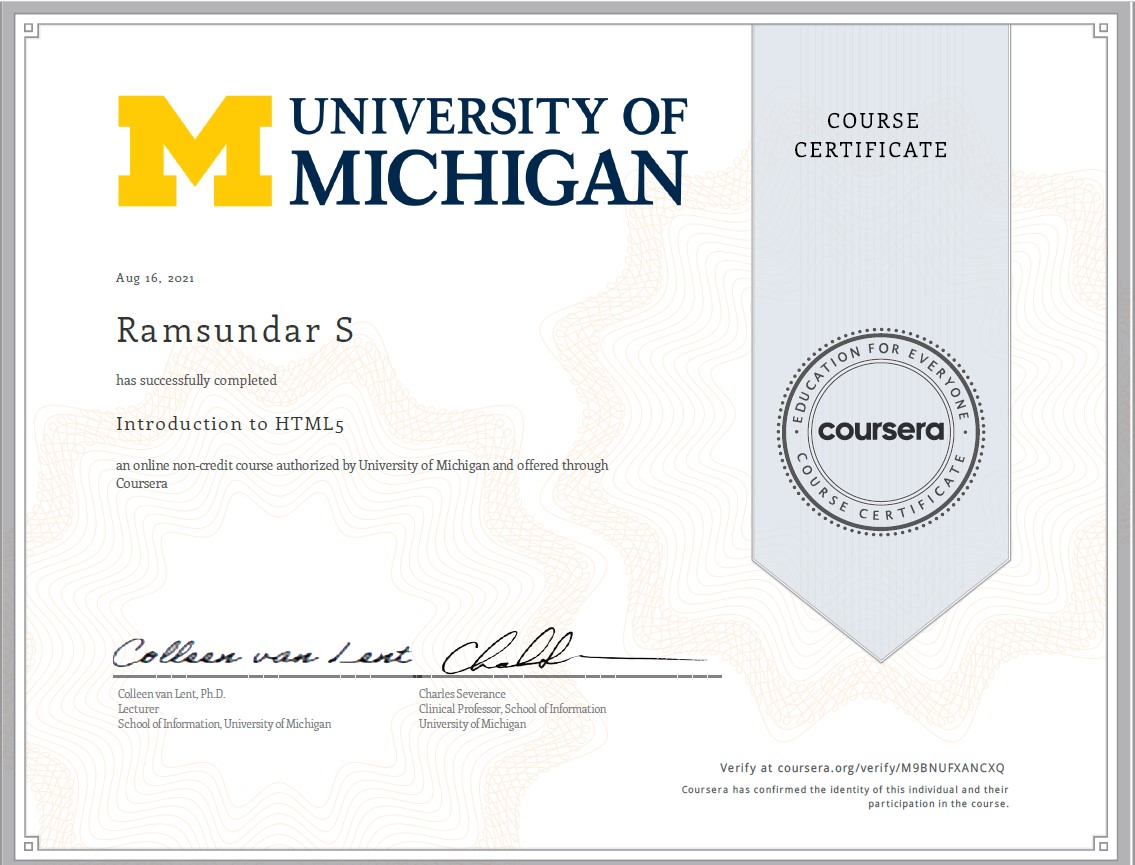 UNIVERSITY OF
MICHIGAN
COURSE
CERTIFICATE
Aug 16, 2021
Ramsundar S
has successfully completed
Introduction to HTML5
an online non-credit course authorized by University of Michigan and offered through
Coursera
EDUCATION FOR EVERYONE
coursera
COURSE CERTIFICATE
Colleen van Lent
Colleen van Lent, Ph.D.
Lecturer
School of Information, University of Michigan
Charles Severance
Clinical Professor, School of Information
University of Michigan
Verify at coursera.org/verify/M9BNUFXANCXQ
Coursera has confirmed the identity of this individual and their
participation in the course.